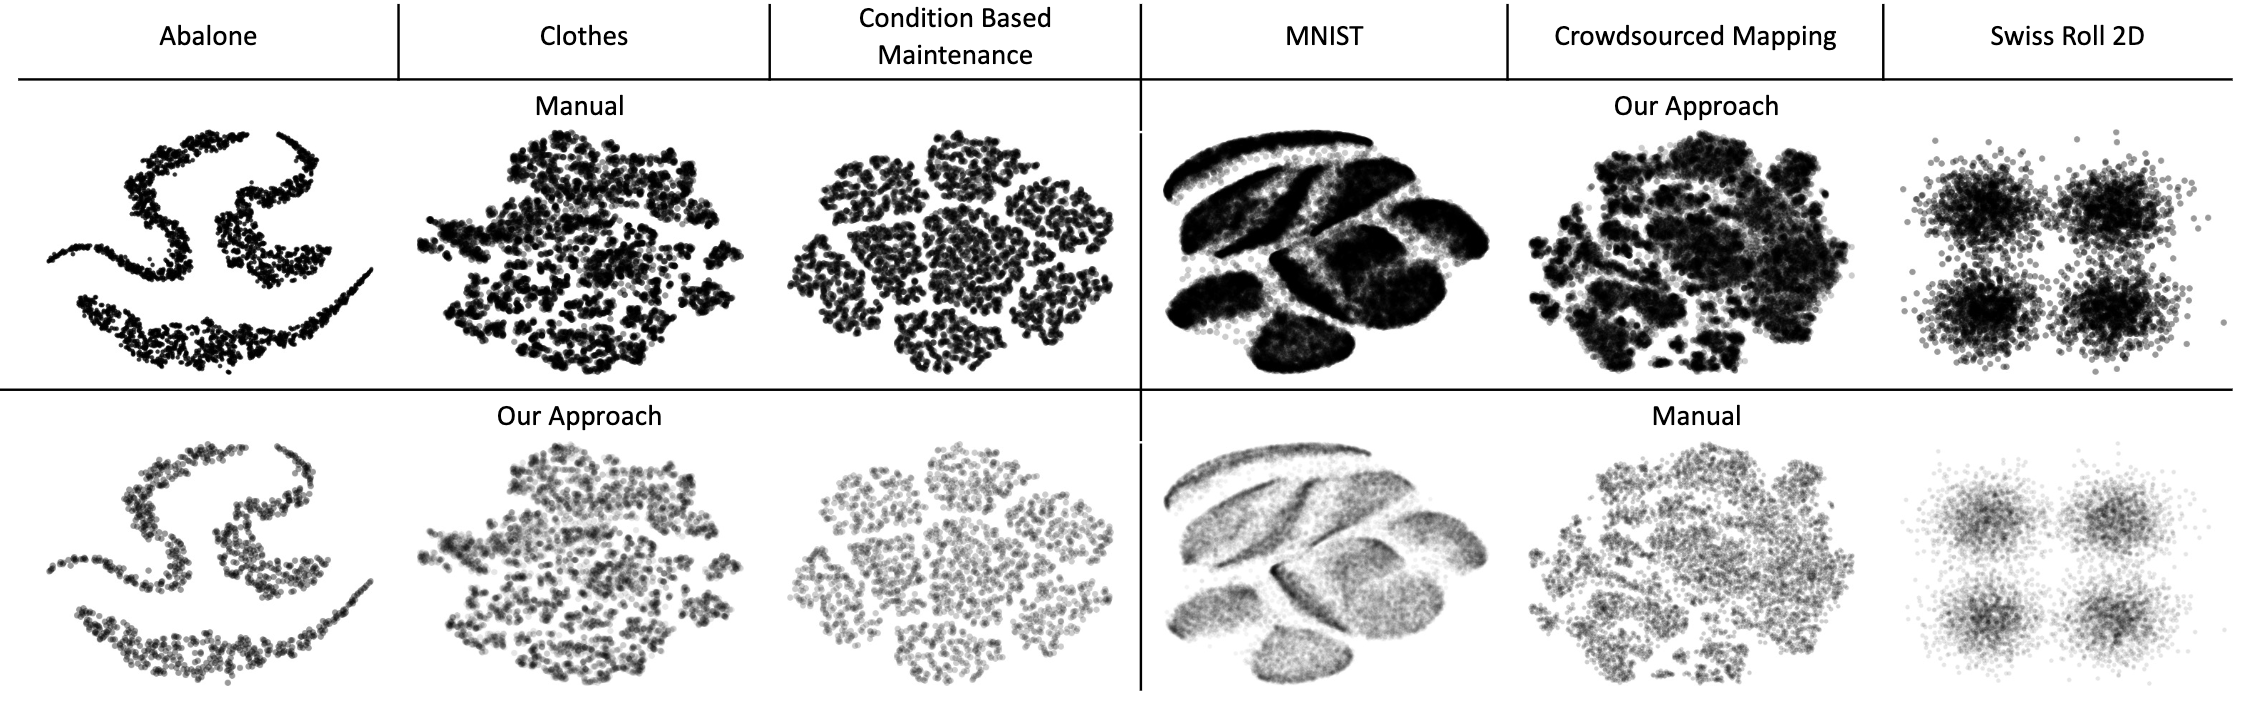 Abalone
Clothes
Condition Based
Maintenance
MNIST
Crowdsourced Mapping
Swiss Roll 2D
Manual
Our Approach
Our Approach
Manual